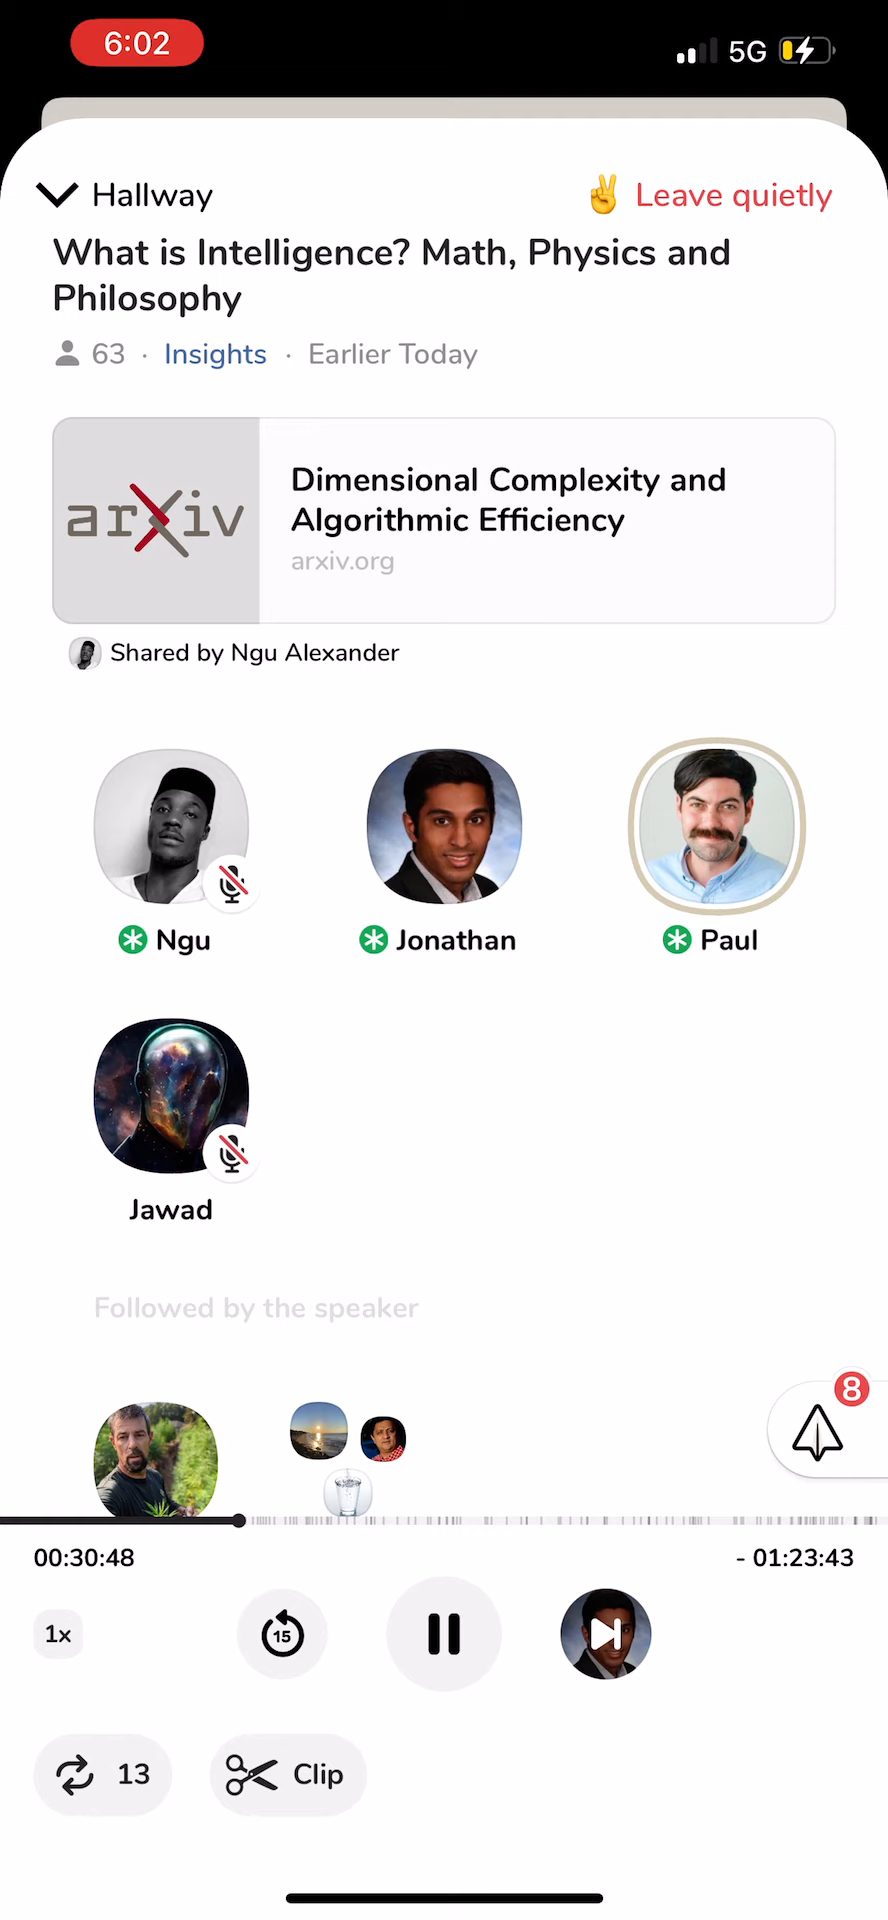 6:02
5G
Hallway
✌️ Leave quietly
What is Intelligence? Math, Physics and
Philosophy
63 · Insights · Earlier Today
arXiv
Dimensional Complexity and
Algorithmic Efficiency
arxiv.org
Shared by Ngu Alexander
Ngu
Jonathan
Paul
Jawad
Followed by the speaker
8
00:30:48
- 01:23:43
1x
15
13
Clip